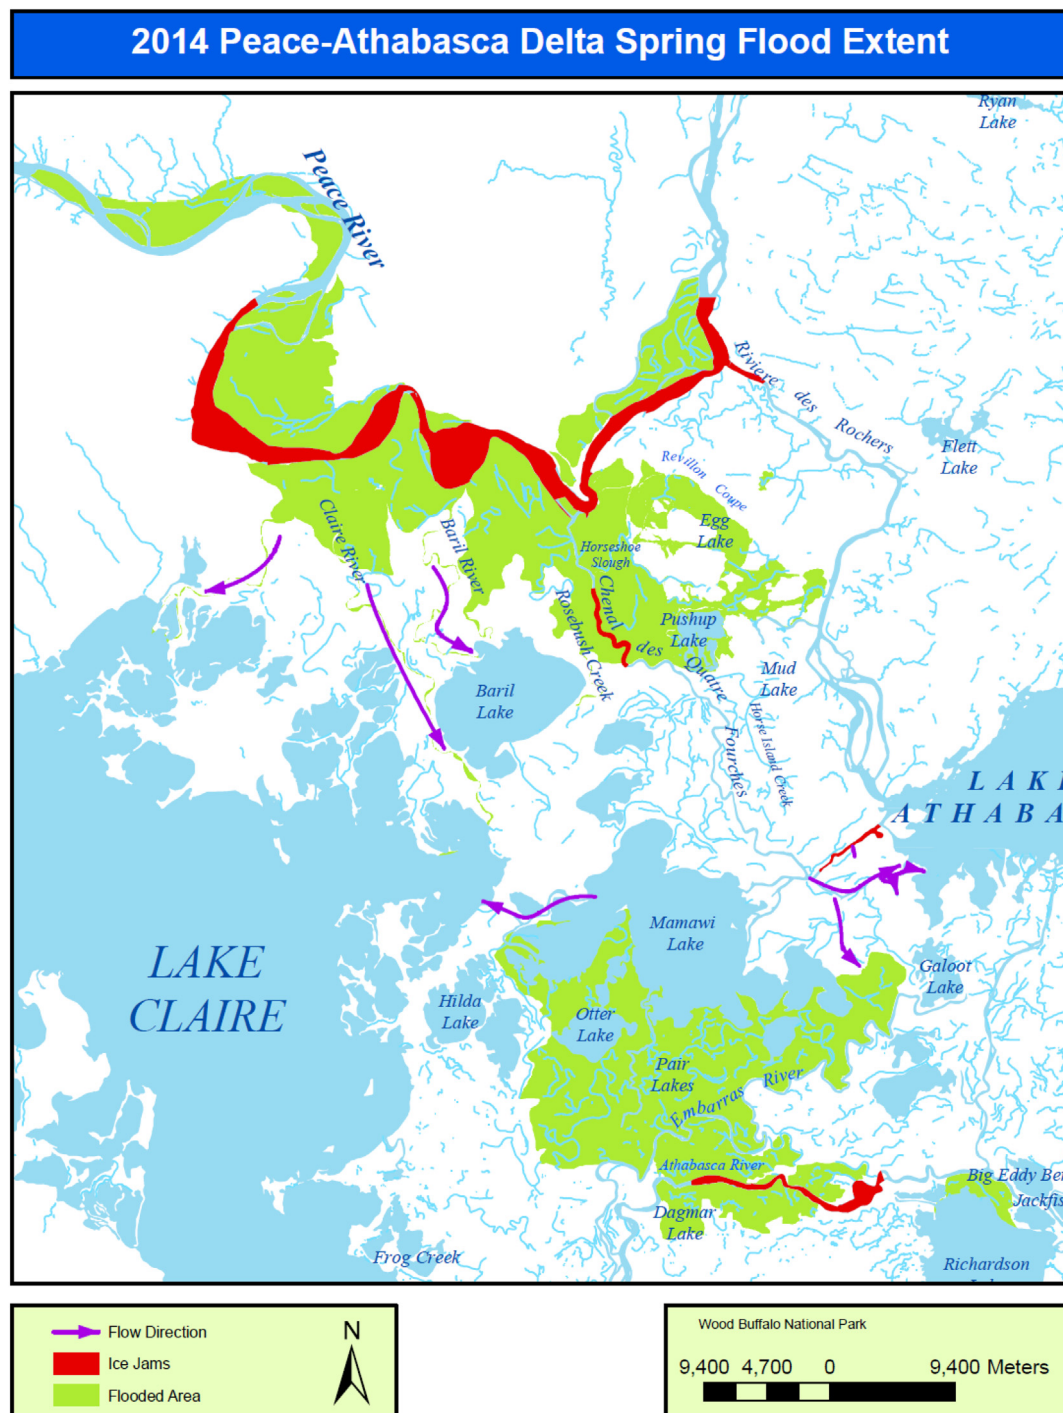 2014 Peace-Athabasca Delta Spring Flood Extent
Ryan
Lake
Peace River
Riviere des Rochers
Flett
Lake
Revillon Coupe
Egg
Lake
Claire River
Baril River
Horseshoe
Slough
Rosebush Creek
Chenal des Quatre Fourches
Pushup
Lake
Mud
Lake
Horse Island Creek
Baril
Lake
LAKE
ATHABA
Mamawi
Lake
LAKE
CLAIRE
Hilda
Lake
Otter
Lake
Galoot
Lake
Pair
Lakes
Embarras River
Athabasca River
Big Eddy Be
Jackfis
Dagmar
Lake
Frog Creek
Richardson
Flow Direction
Ice Jams
Flooded Area
N
Wood Buffalo National Park
9,400 4,700 0 9,400 Meters